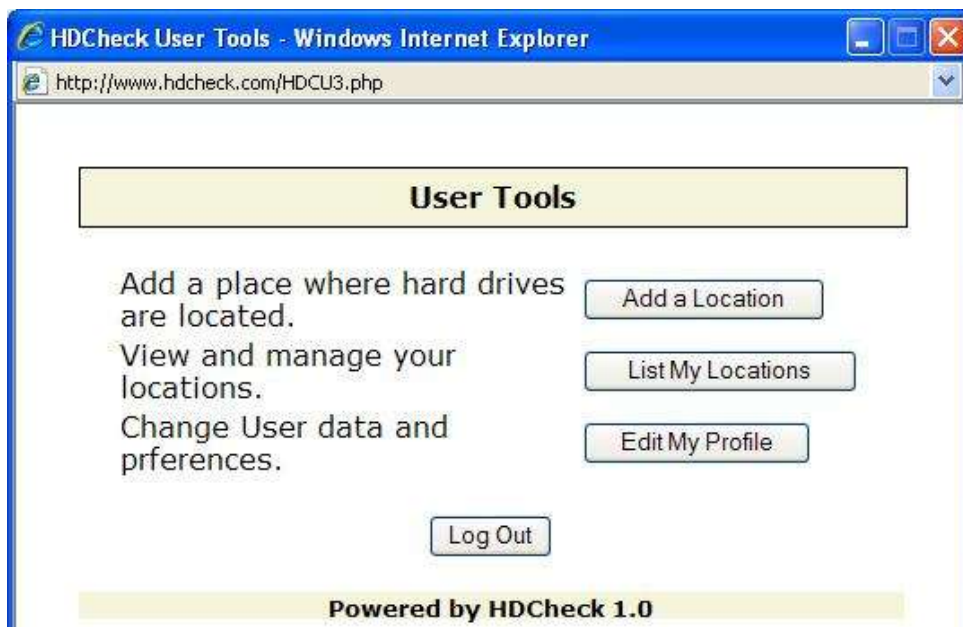 HDCheck User Tools - Windows Internet Explorer
http://www.hdcheck.com/HDCU3.php
User Tools
Add a place where hard drives
are located.
Add a Location
View and manage your
locations.
List My Locations
Change User data and
prferences.
Edit My Profile
Log Out
Powered by HDCheck 1.0